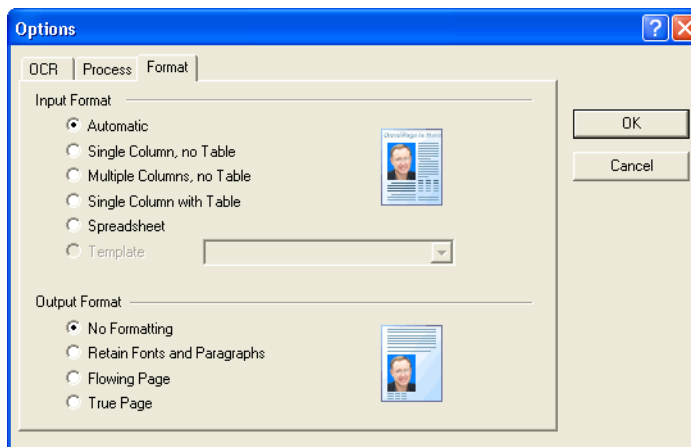 Options
OCR Process Format
Input Format
Automatic
Single Column, no Table
Multiple Columns, no Table
Single Column with Table
Spreadsheet
Template
Output Format
No Formatting
Retain Fonts and Paragraphs
Flowing Page
True Page
OK
Cancel